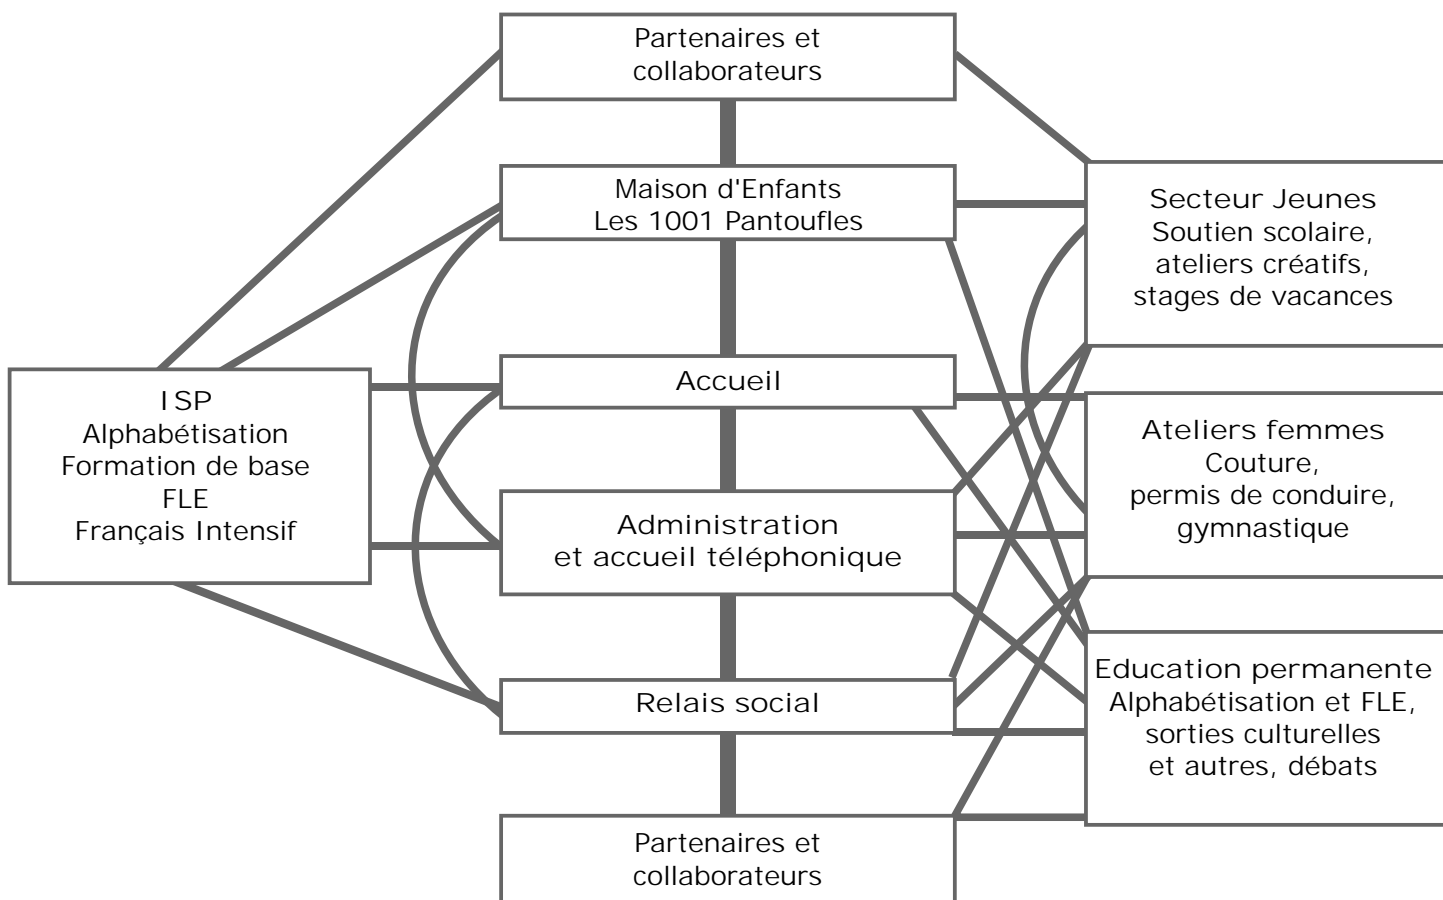 Partenaires et
collaborateurs
Maison d'Enfants
Les 1001 Pantoufles
Secteur Jeunes
Soutien scolaire,
ateliers créatifs,
stages de vacances
Accueil
ISP
Alphabétisation
Formation de base
FLE
Français Intensif
Ateliers femmes
Couture,
permis de conduire,
gymnastique
Administration
et accueil téléphonique
Education permanente
Alphabétisation et FLE,
sorties culturelles
et autres, débats
Relais social
Partenaires et
collaborateurs